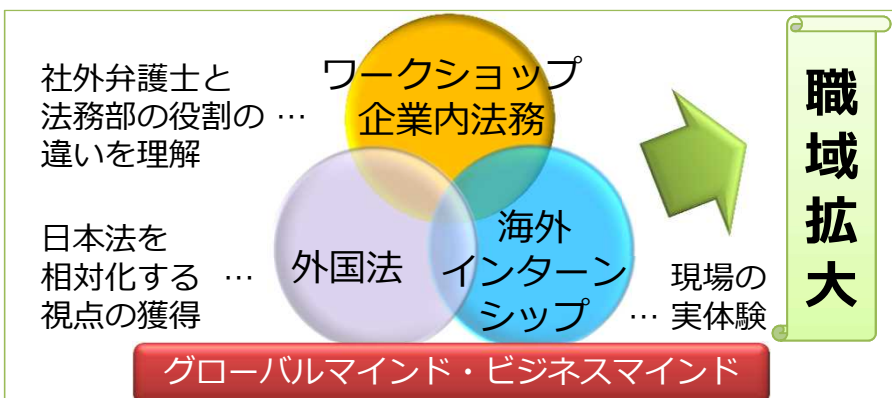 社外弁護士と
法務部の役割の …
違いを理解
ワークショップ
企業内法務
日本法を
相対化する …
視点の獲得
外国法
海外
インターン
シップ
現場の
… 実体験
職域拡大
グローバルマインド・ビジネスマインド